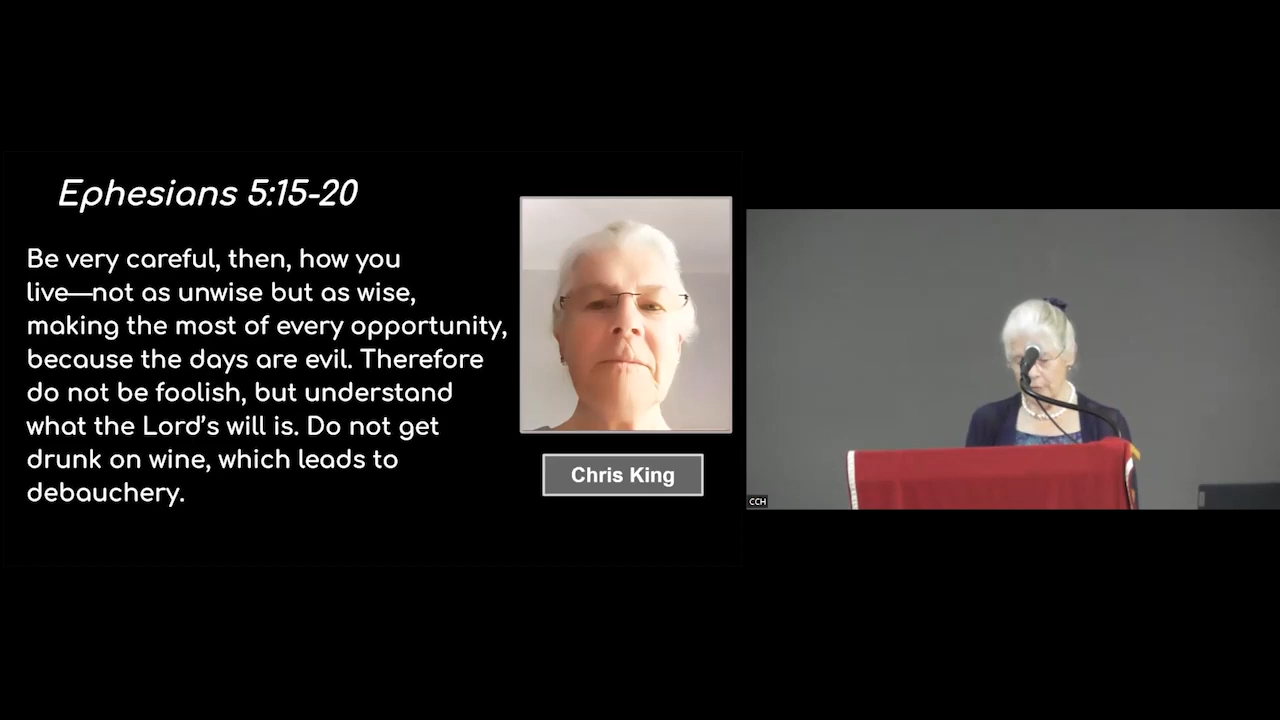 Ephesians 5:15-20
Be very careful, then, how you
live—not as unwise but as wise,
making the most of every opportunity,
because the days are evil. Therefore
do not be foolish, but understand
what the Lord’s will is. Do not get
drunk on wine, which leads to
debauchery.
Chris King
CCH